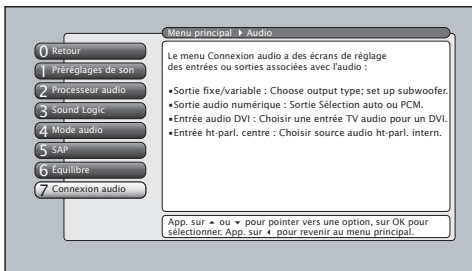 Menu principal ▸ Audio
0 Retour
1 Préréglages de son
2 Processeur audio
3 Sound Logic
4 Mode audio
5 SAP
6 Équilibre
7 Connexion audio
Le menu Connexion audio a des écrans de réglage
des entrées ou sorties associées avec l'audio :
•Sortie fixe/variable : Choose output type; set up subwoofer.
•Sortie audio numérique : Sortie Sélection auto ou PCM.
•Entrée audio DVI : Choisir une entrée TV audio pour un DVI.
•Entrée ht-parl. centre : Choisir source audio ht-parl. intern.
App. sur ▴ ou ▾ pour pointer vers une option, sur OK pour
sélectionner. App. sur ◂ pour revenir au menu principal.